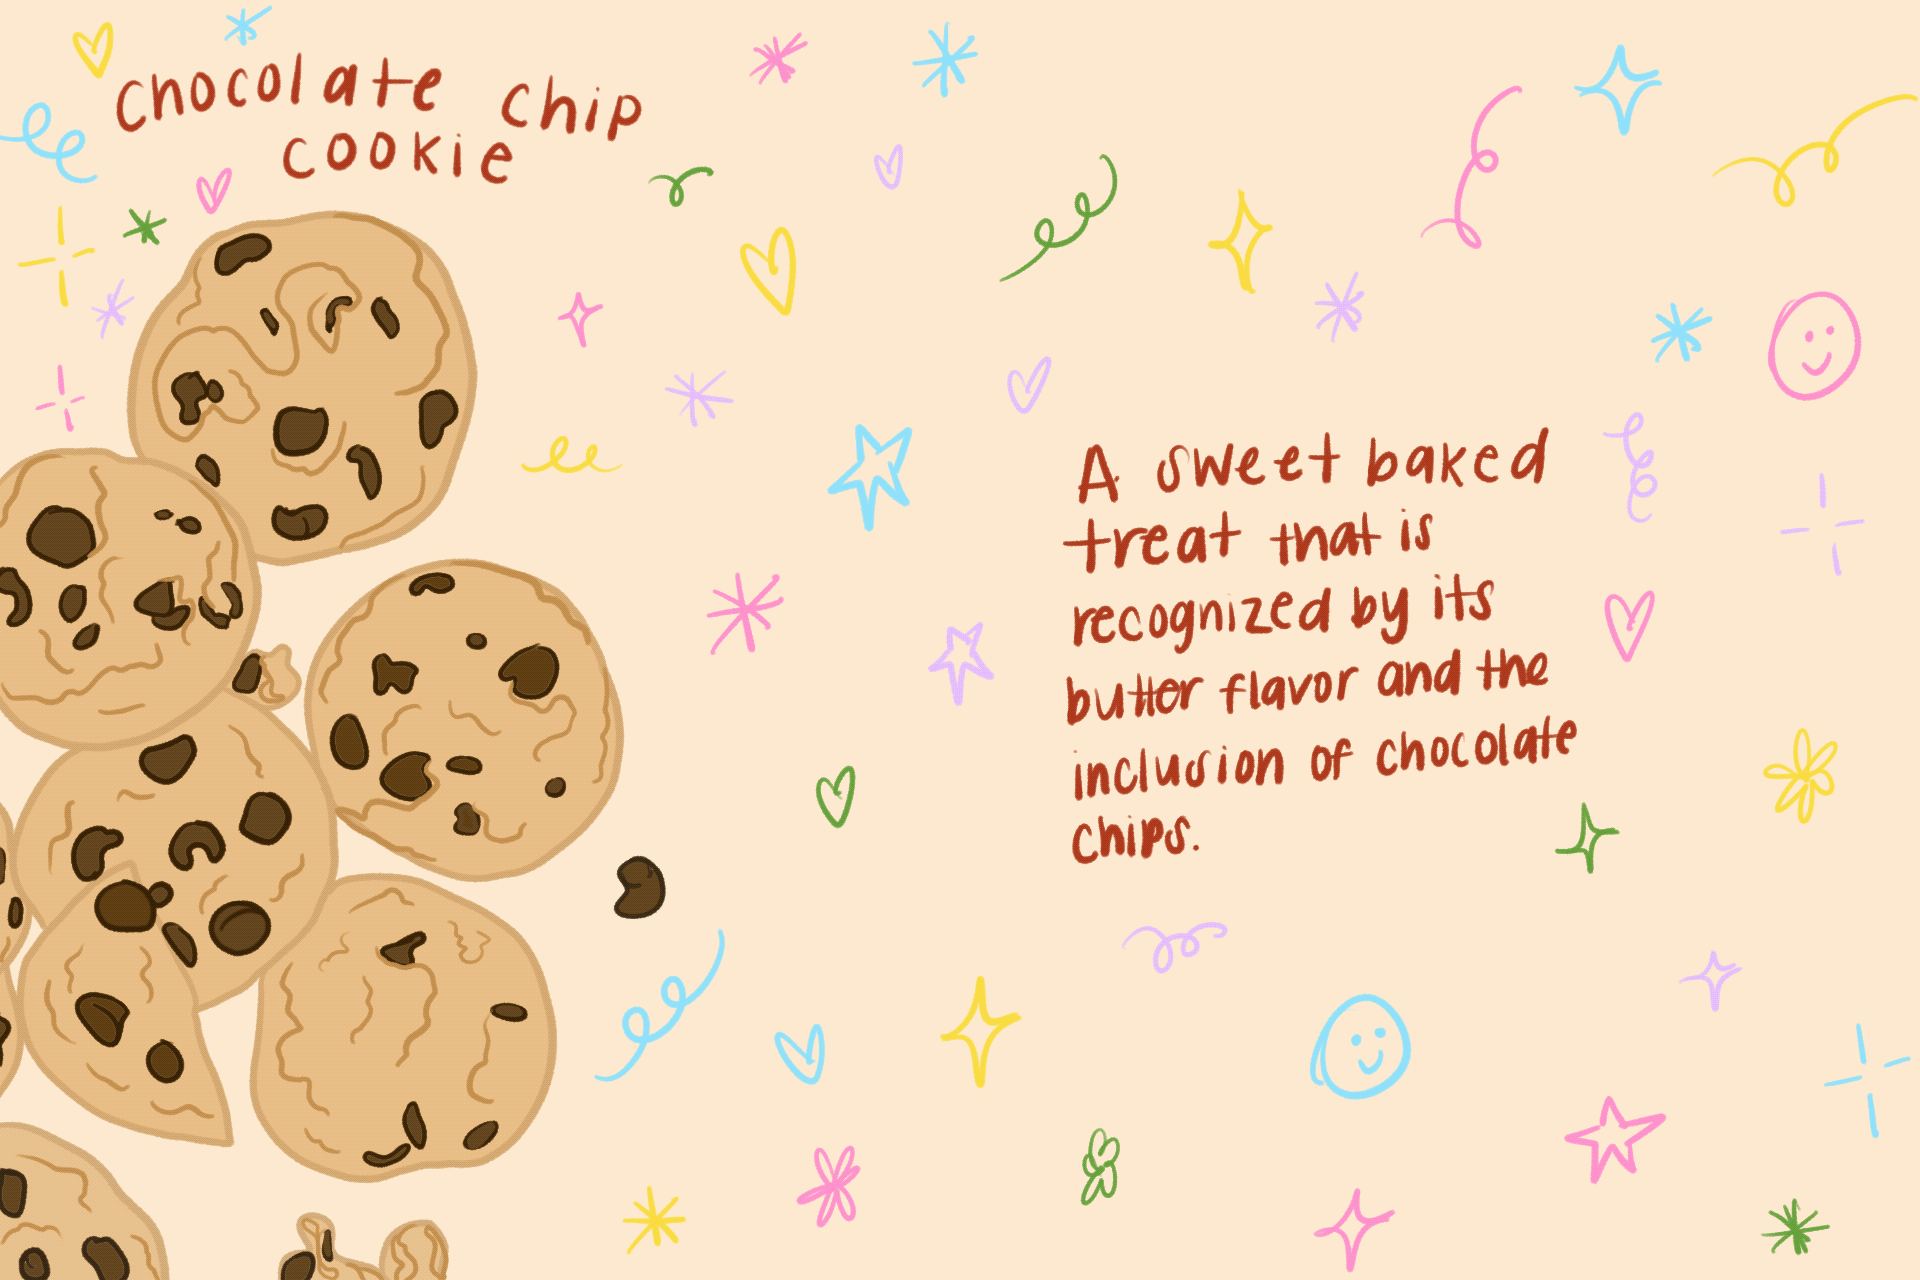 Chocolate Chip
cookie
A sweet baked
treat that is
recognized by its
butter flavor and the
inclusion of chocolate
chips.